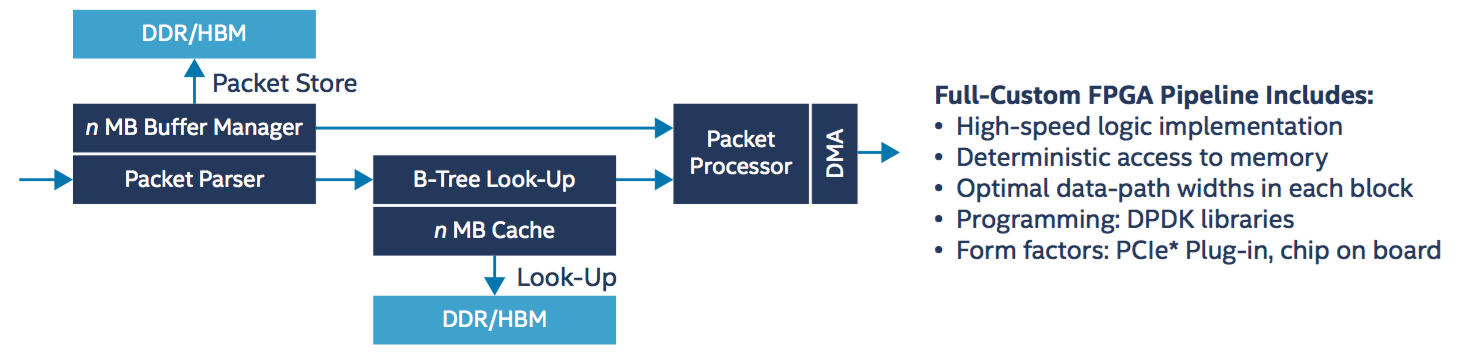 DDR/HBM
Packet Store
n MB Buffer Manager
Packet Parser
B-Tree Look-Up
n MB Cache
Look-Up
DDR/HBM
Packet
Processor
DMA
Full-Custom FPGA Pipeline Includes:
• High-speed logic implementation
• Deterministic access to memory
• Optimal data-path widths in each block
• Programming: DPDK libraries
• Form factors: PCIe* Plug-in, chip on board